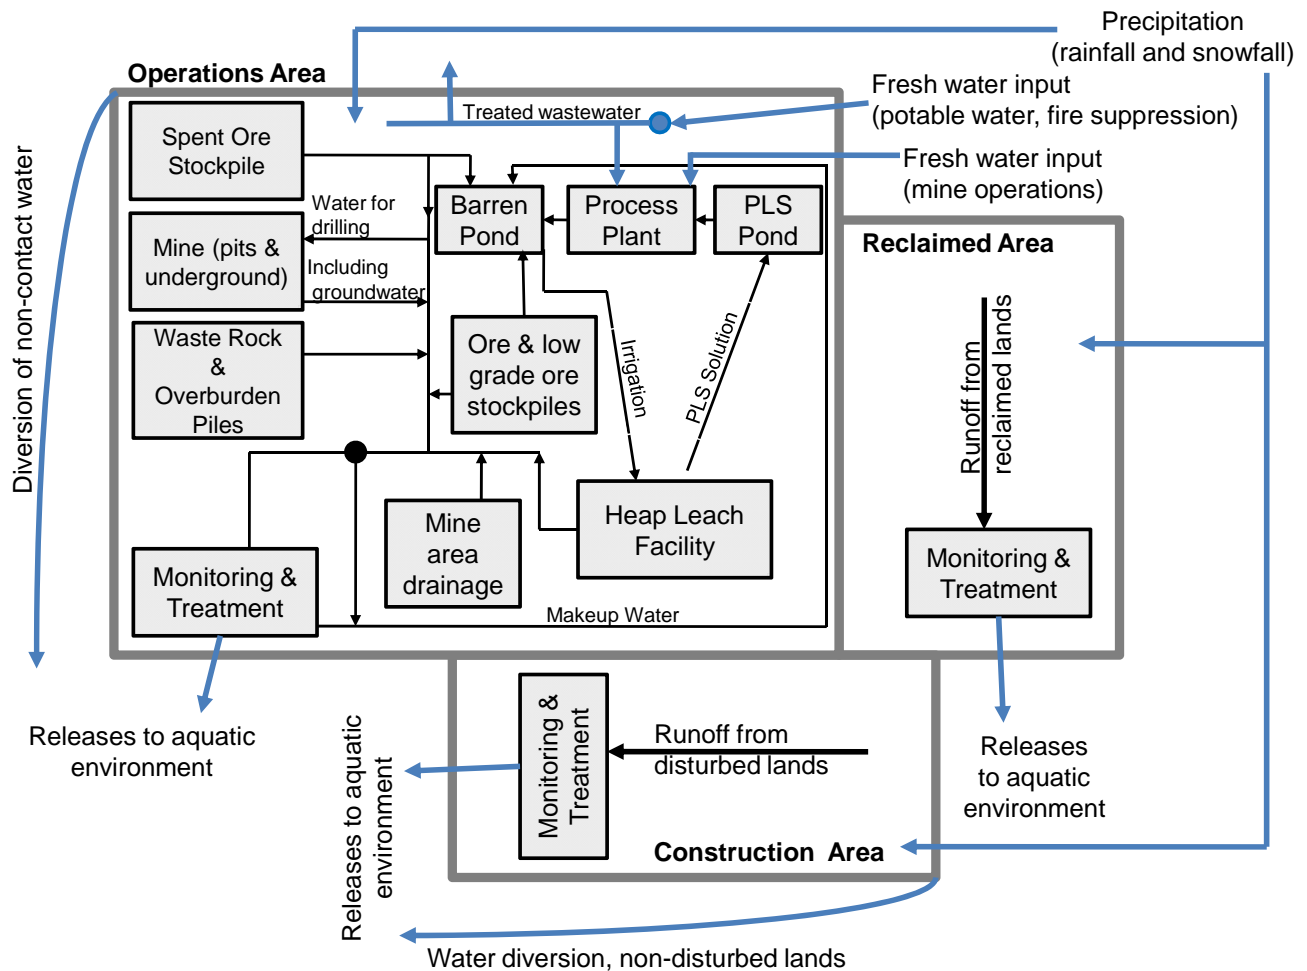 Precipitation
(rainfall and snowfall)
Operations Area
Fresh water input
(potable water, fire suppression)
Treated wastewater
Fresh water input
(mine operations)
Spent Ore
Stockpile
Water for
drilling
Barren
Pond
Process
Plant
PLS
Pond
Reclaimed Area
Mine (pits &
underground)
Including
groundwater
Diversion of non-contact water
Waste Rock
&
Overburden
Piles
Ore & low
grade ore
stockpiles
Irrigation
PLS Solution
Runoff from
reclaimed lands
Mine
area
drainage
Heap Leach
Facility
Monitoring &
Treatment
Monitoring &
Treatment
Makeup Water
Releases to aquatic
environment
Monitoring &
Treatment
Runoff from
disturbed lands
Releases
to aquatic
environment
Releases to aquatic
environment
Construction  Area
Water diversion, non-disturbed lands